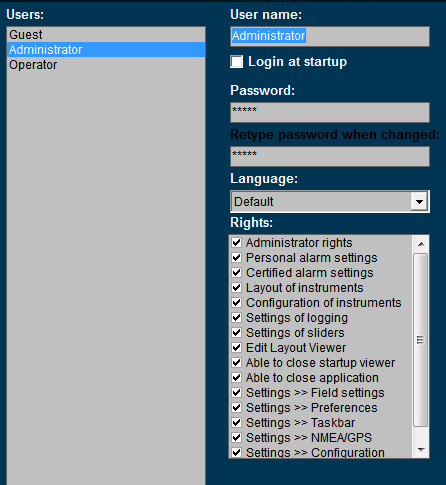 Users:
Guest
Administrator
Operator
User name:
Administrator
Login at startup
Password:
*****
Retype password when changed:
*****
Language:
Default
Rights:
Administrator rights
Personal alarm settings
Certified alarm settings
Layout of instruments
Configuration of instruments
Settings of logging
Settings of sliders
Edit Layout Viewer
Able to close startup viewer
Able to close application
Settings >> Field settings
Settings >> Preferences
Settings >> Taskbar
Settings >> NMEA/GPS
Settings >> Configuration